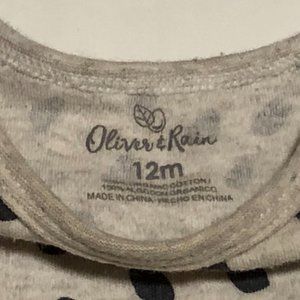 Oliver & Rain
12m
ORGANIC COTTON /
100% ALGODON ORGANICO
MADE IN CHINA · HECHO EN CHINA